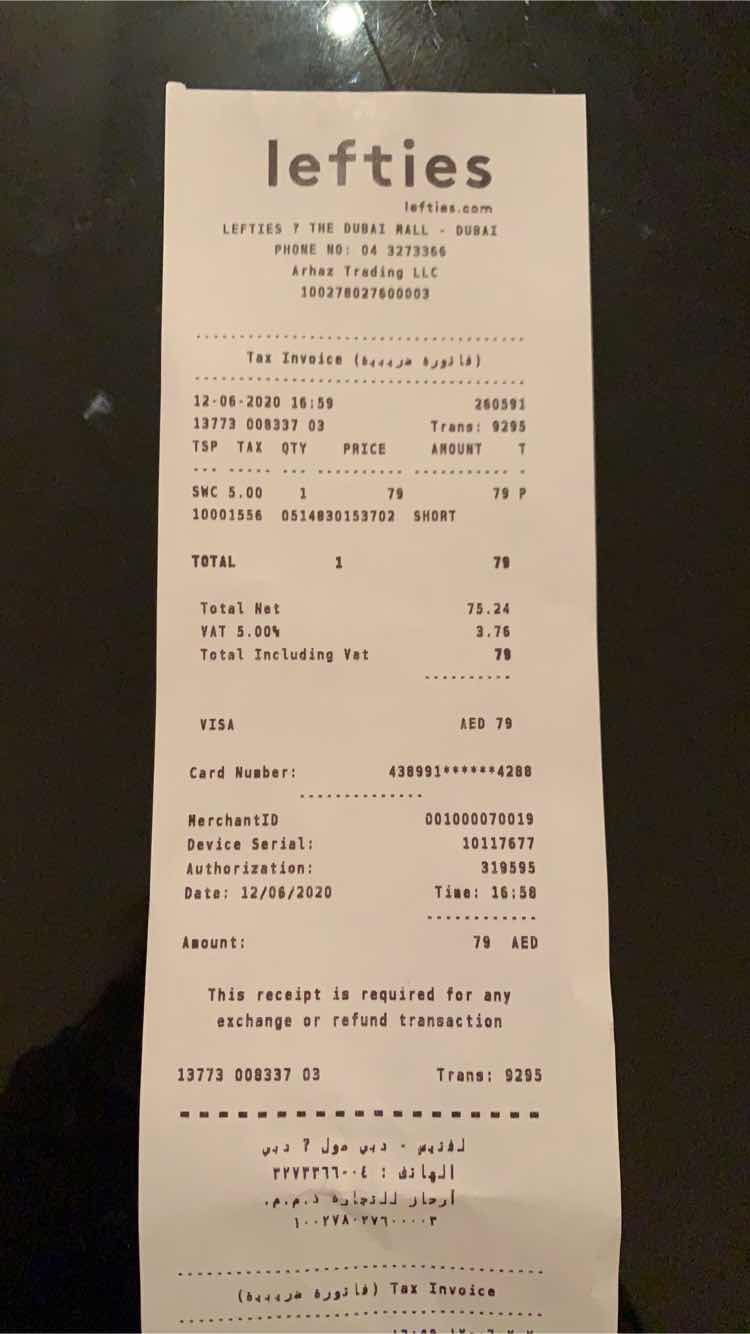 lefties
lefties.com
LEFTIES ? THE DUBAI MALL - DUBAI
PHONE NO: 04 3273366
Arhaz Trading LLC
100278027600003
Tax Invoice (فاتورة ضريبية)
12-06-2020 16:59 260591
13773 008337 03 Trans: 9295
TSP TAX QTY PRICE AMOUNT T
SWC 5.00 1 79 79 P
10001556 0514830153702 SHORT
TOTAL 1 79
Total Net 75.24
VAT 5.00% 3.76
Total Including Vat 79
VISA AED 79
Card Number: 438991******4288
MerchantID 001000070019
Device Serial: 10117677
Authorization: 319595
Date: 12/06/2020 Time: 16:58
Amount: 79 AED
This receipt is required for any
exchange or refund transaction
13773 008337 03 Trans: 9295
لفتيس - دبي مول ? دبي
الهاتف : ٠٤-٣٢٧٣٣٦٦
أرحاز للتجارة ذ.م.م.
١٠٠٢٧٨٠٢٧٦٠٠٠٠٣
Tax Invoice (فاتورة ضريبية)